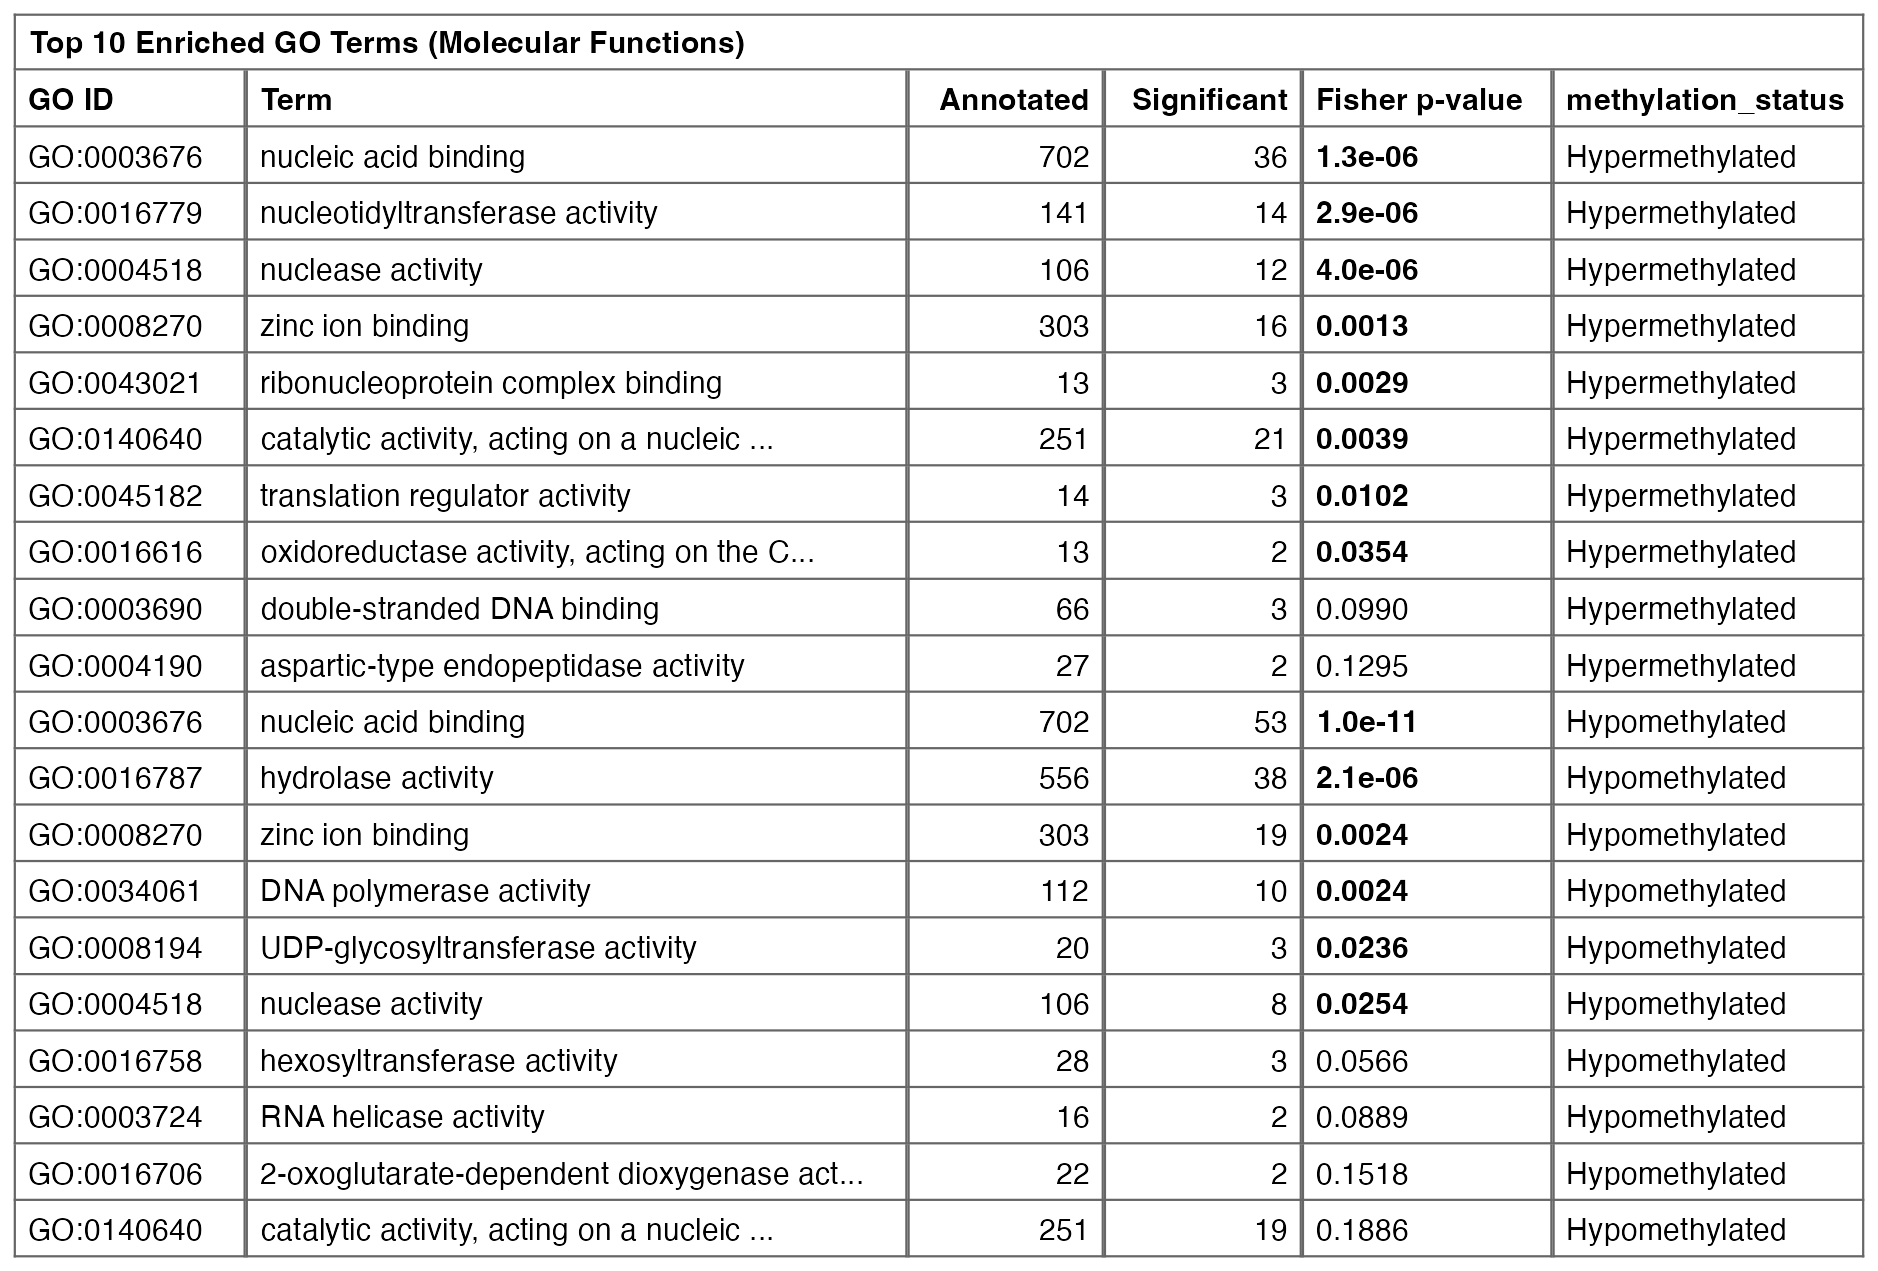 Top 10 Enriched GO Terms (Molecular Functions)
GO ID Term Annotated Significant Fisher p-value methylation_status
GO:0003676 nucleic acid binding 702 36 1.3e-06 Hypermethylated
GO:0016779 nucleotidyltransferase activity 141 14 2.9e-06 Hypermethylated
GO:0004518 nuclease activity 106 12 4.0e-06 Hypermethylated
GO:0008270 zinc ion binding 303 16 0.0013 Hypermethylated
GO:0043021 ribonucleoprotein complex binding 13 3 0.0029 Hypermethylated
GO:0140640 catalytic activity, acting on a nucleic ... 251 21 0.0039 Hypermethylated
GO:0045182 translation regulator activity 14 3 0.0102 Hypermethylated
GO:0016616 oxidoreductase activity, acting on the C... 13 2 0.0354 Hypermethylated
GO:0003690 double-stranded DNA binding 66 3 0.0990 Hypermethylated
GO:0004190 aspartic-type endopeptidase activity 27 2 0.1295 Hypermethylated
GO:0003676 nucleic acid binding 702 53 1.0e-11 Hypomethylated
GO:0016787 hydrolase activity 556 38 2.1e-06 Hypomethylated
GO:0008270 zinc ion binding 303 19 0.0024 Hypomethylated
GO:0034061 DNA polymerase activity 112 10 0.0024 Hypomethylated
GO:0008194 UDP-glycosyltransferase activity 20 3 0.0236 Hypomethylated
GO:0004518 nuclease activity 106 8 0.0254 Hypomethylated
GO:0016758 hexosyltransferase activity 28 3 0.0566 Hypomethylated
GO:0003724 RNA helicase activity 16 2 0.0889 Hypomethylated
GO:0016706 2-oxoglutarate-dependent dioxygenase act... 22 2 0.1518 Hypomethylated
GO:0140640 catalytic activity, acting on a nucleic ... 251 19 0.1886 Hypomethylated